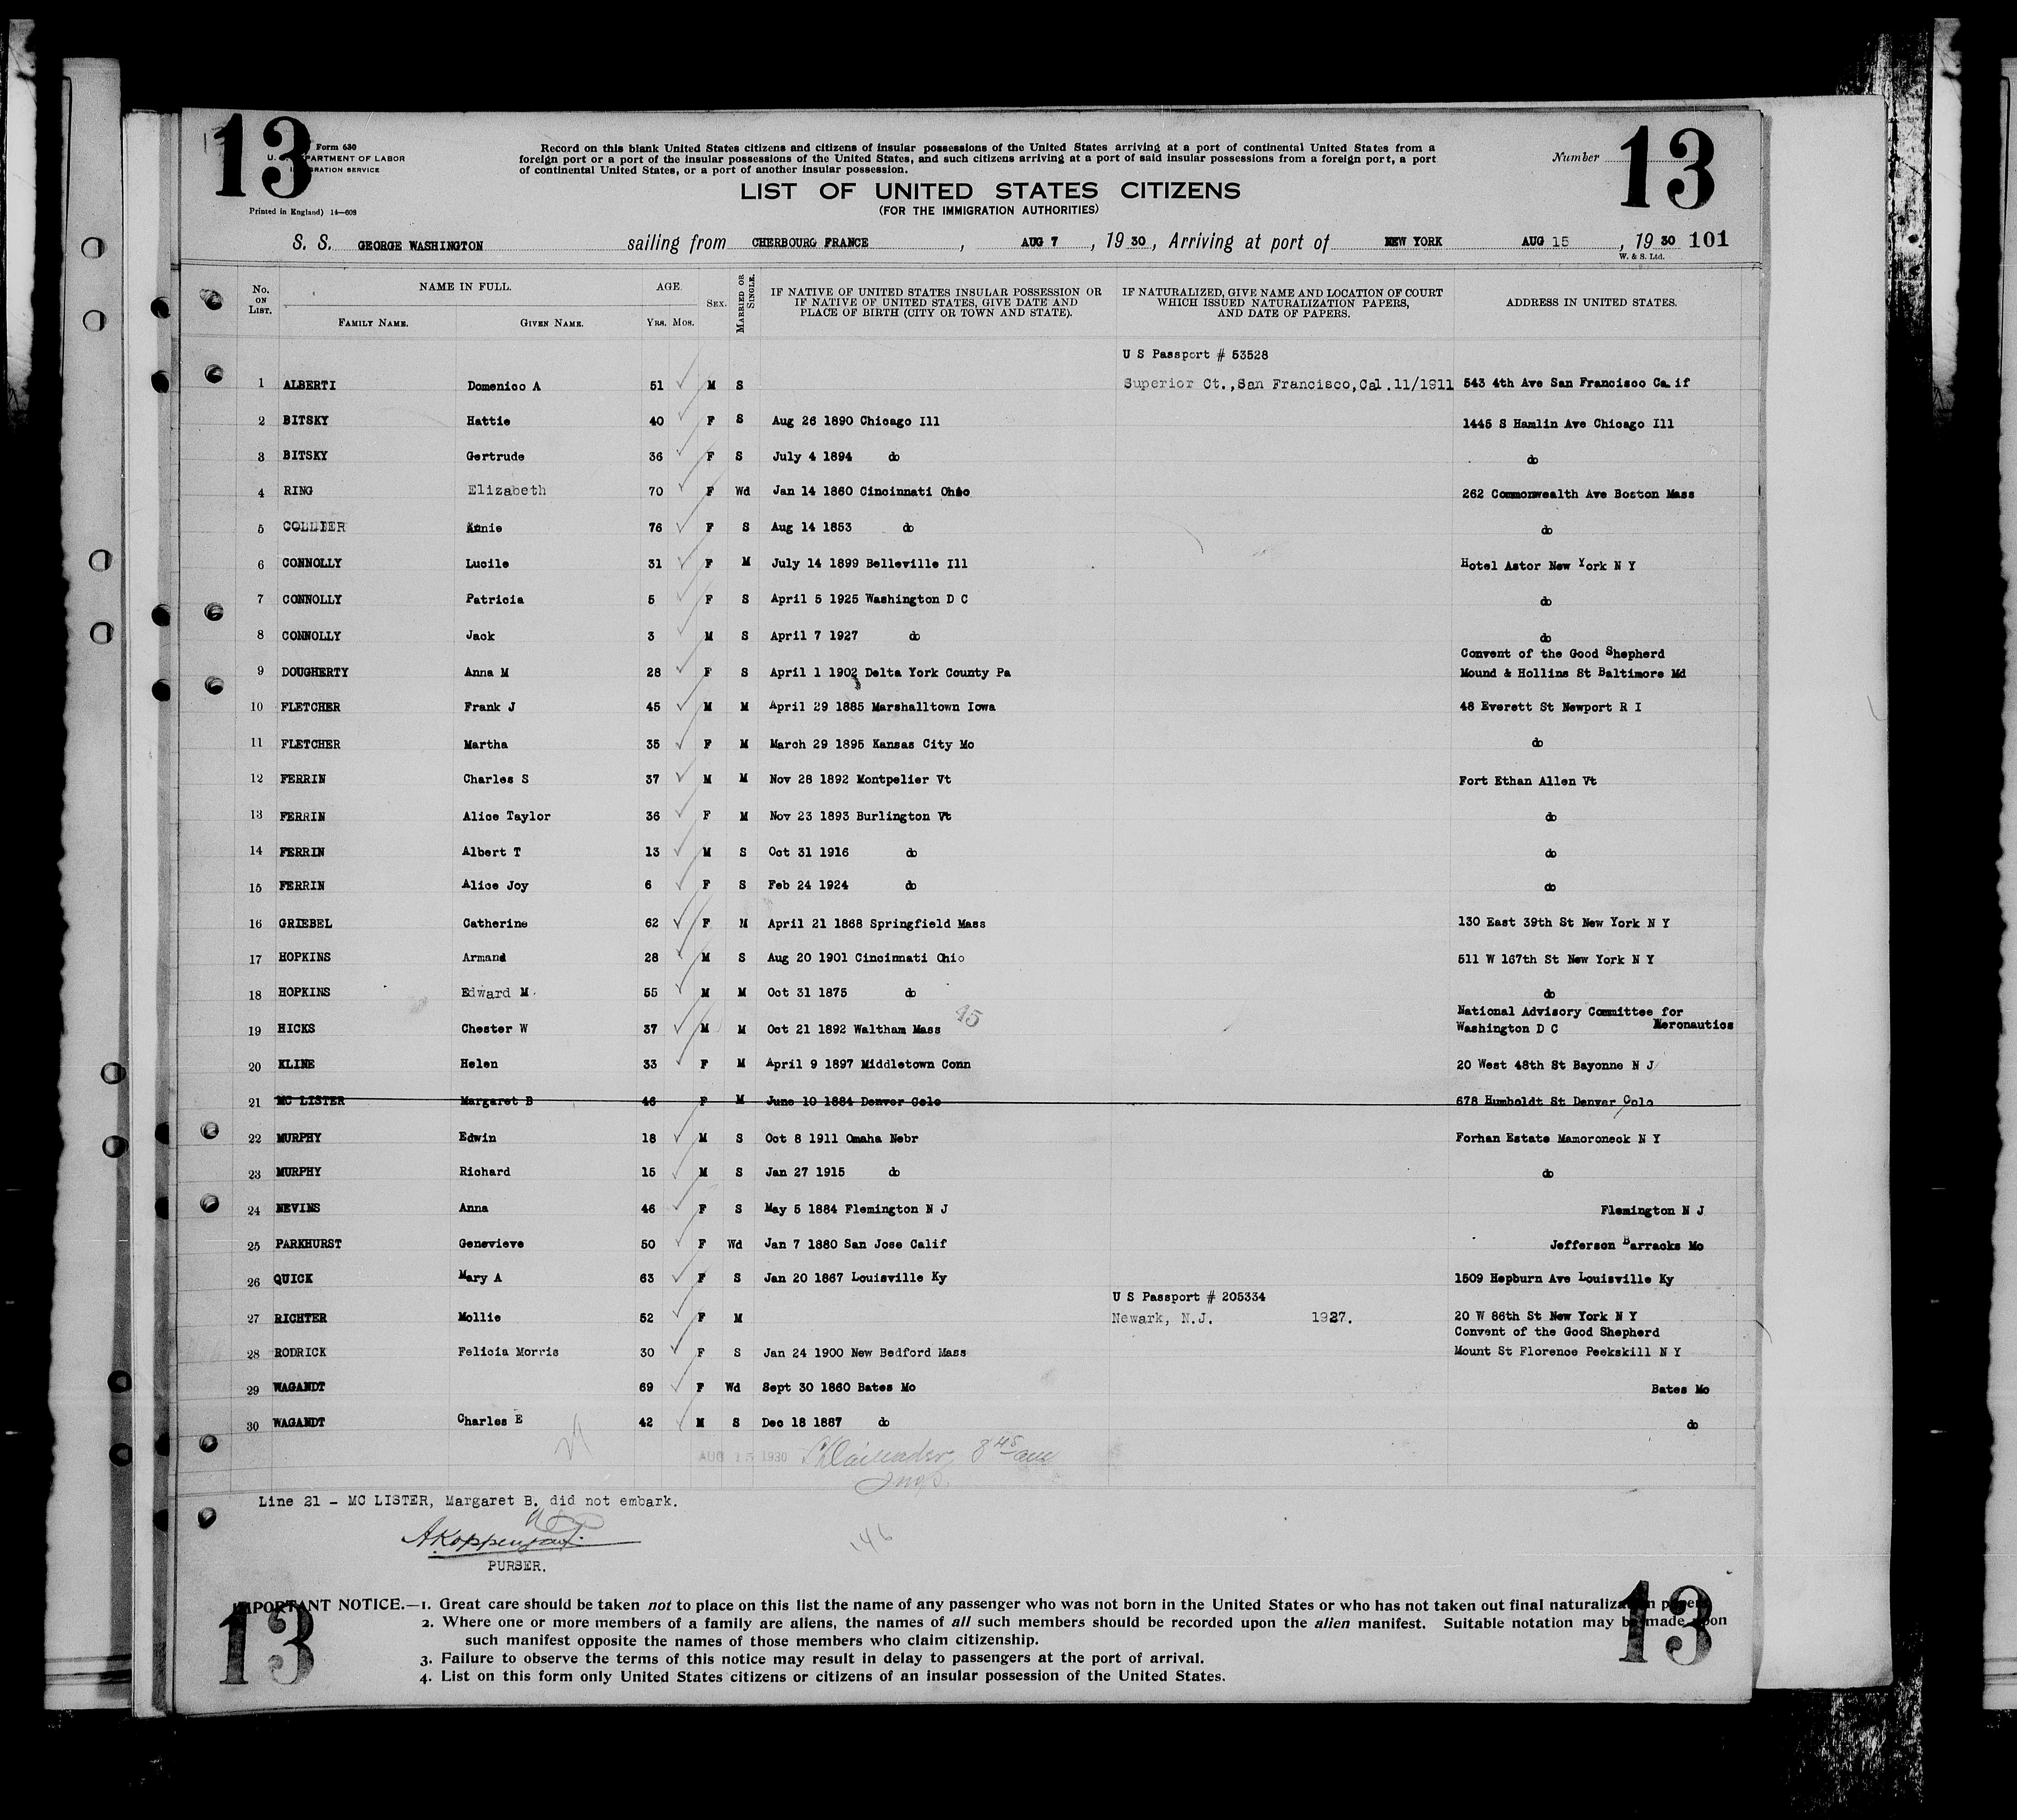 13
13
Form 630
U. PARTMENT OF LABOR
GRATION SERVICE
Printed in England) 14—608
Record on this blank United States citizens and citizens of insular possessions of the United States arriving at a port of continental United States from a
foreign port or a port of the insular possessions of the United States, and such citizens arriving at a port of said insular possessions from a foreign port, a port
of continental United States, or a port of another insular possession.
Number
LIST OF UNITED STATES CITIZENS
(FOR THE IMMIGRATION AUTHORITIES)
S. S. GEORGE WASHINGTON sailing from CHERBOURG FRANCE , AUG 7 , 19 30 , Arriving at port of NEW YORK AUG 15 , 19 30 101
W. & S. Ltd.
No. ON LIST. NAME IN FULL. AGE. SEX. MARRIED OR SINGLE. IF NATIVE OF UNITED STATES INSULAR POSSESSION OR IF NATIVE OF UNITED STATES, GIVE DATE AND PLACE OF BIRTH (CITY OR TOWN AND STATE). IF NATURALIZED, GIVE NAME AND LOCATION OF COURT WHICH ISSUED NATURALIZATION PAPERS, AND DATE OF PAPERS. ADDRESS IN UNITED STATES.
FAMILY NAME. GIVEN NAME. YRS. MOS.
U S Passport # 53528
1 ALBERTI Domenico A 51 M S Superior Ct.,San Francisco,Cal.11/1911 543 4th Ave San Francisco Ca if
2 BITSKY Hattie 40 F S Aug 26 1890 Chicago Ill 1445 S Hamlin Ave Chicago Ill
3 BITSKY Gertrude 36 F S July 4 1894 do do
4 RING Elizabeth 70 F Wd Jan 14 1860 Cincinnati Ohio 262 Commonwealth Ave Boston Mass
5 COLLIER Annie 76 F S Aug 14 1853 do do
6 CONNOLLY Lucile 31 F M July 14 1899 Belleville Ill Hotel Astor New York N Y
7 CONNOLLY Patricia 5 F S April 5 1925 Washington D C do
8 CONNOLLY Jack 3 M S April 7 1927 do do
Convent of the Good Shepherd
9 DOUGHERTY Anna M 28 F S April 1 1902 Delta York County Pa Mound & Hollins St Baltimore Md
10 FLETCHER Frank J 45 M M April 29 1885 Marshalltown Iowa 48 Everett St Newport R I
11 FLETCHER Martha 35 F M March 29 1895 Kansas City Mo do
12 FERRIN Charles S 37 M M Nov 28 1892 Montpelier Vt Fort Ethan Allen Vt
13 FERRIN Alice Taylor 36 F M Nov 23 1893 Burlington Vt do
14 FERRIN Albert T 13 M S Oct 31 1916 do do
15 FERRIN Alice Joy 6 F S Feb 24 1924 do do
16 GRIEBEL Catherine 62 F M April 21 1868 Springfield Mass 130 East 39th St New York N Y
17 HOPKINS Armand 28 M S Aug 20 1901 Cincinnati Ohio 511 W 167th St New York N Y
18 HOPKINS Edward M 55 M M Oct 31 1875 do do
National Advisory Committee for
19 HICKS Chester W 37 M M Oct 21 1892 Waltham Mass Washington D C Aeronautics
20 KLINE Helen 33 F M April 9 1897 Middletown Conn 20 West 48th St Bayonne N J
21 MC LISTER Margaret B 46 F M June 10 1884 Denver Colo 678 Humboldt St Denver Colo
22 MURPHY Edwin 18 M S Oct 8 1911 Omaha Nebr Forhan Estate Mamoroneck N Y
23 MURPHY Richard 15 M S Jan 27 1915 do do
24 NEVINS Anna 46 F S May 5 1884 Flemington N J Flemington N J
25 PARKHURST Genevieve 50 F Wd Jan 7 1880 San Jose Calif Jefferson Barracks Mo
26 QUICK Mary A 63 F S Jan 20 1867 Louisville Ky 1509 Hepburn Ave Louisville Ky
U S Passport # 205334
27 RICHTER Mollie 52 F M Newark, N.J. 1927. 20 W 86th St New York N Y
Convent of the Good Shepherd
28 RODRICK Felicia Morris 30 F S Jan 24 1900 New Bedford Mass Mount St Florence Peekskill N Y
29 WAGANDT 69 F Wd Sept 30 1860 Bates Mo Bates Mo
30 WAGANDT Charles E 42 M S Dec 18 1887 do do
AUG 15 1930 8 45 am
Insp.
Line 21 - MC LISTER, Margaret B. did not embark.
PURSER.
146
IMPORTANT NOTICE.—1. Great care should be taken not to place on this list the name of any passenger who was not born in the United States or who has not taken out final naturalization papers.
2. Where one or more members of a family are aliens, the names of all such members should be recorded upon the alien manifest. Suitable notation may be made upon
such manifest opposite the names of those members who claim citizenship.
3. Failure to observe the terms of this notice may result in delay to passengers at the port of arrival.
4. List on this form only United States citizens or citizens of an insular possession of the United States.
13
13